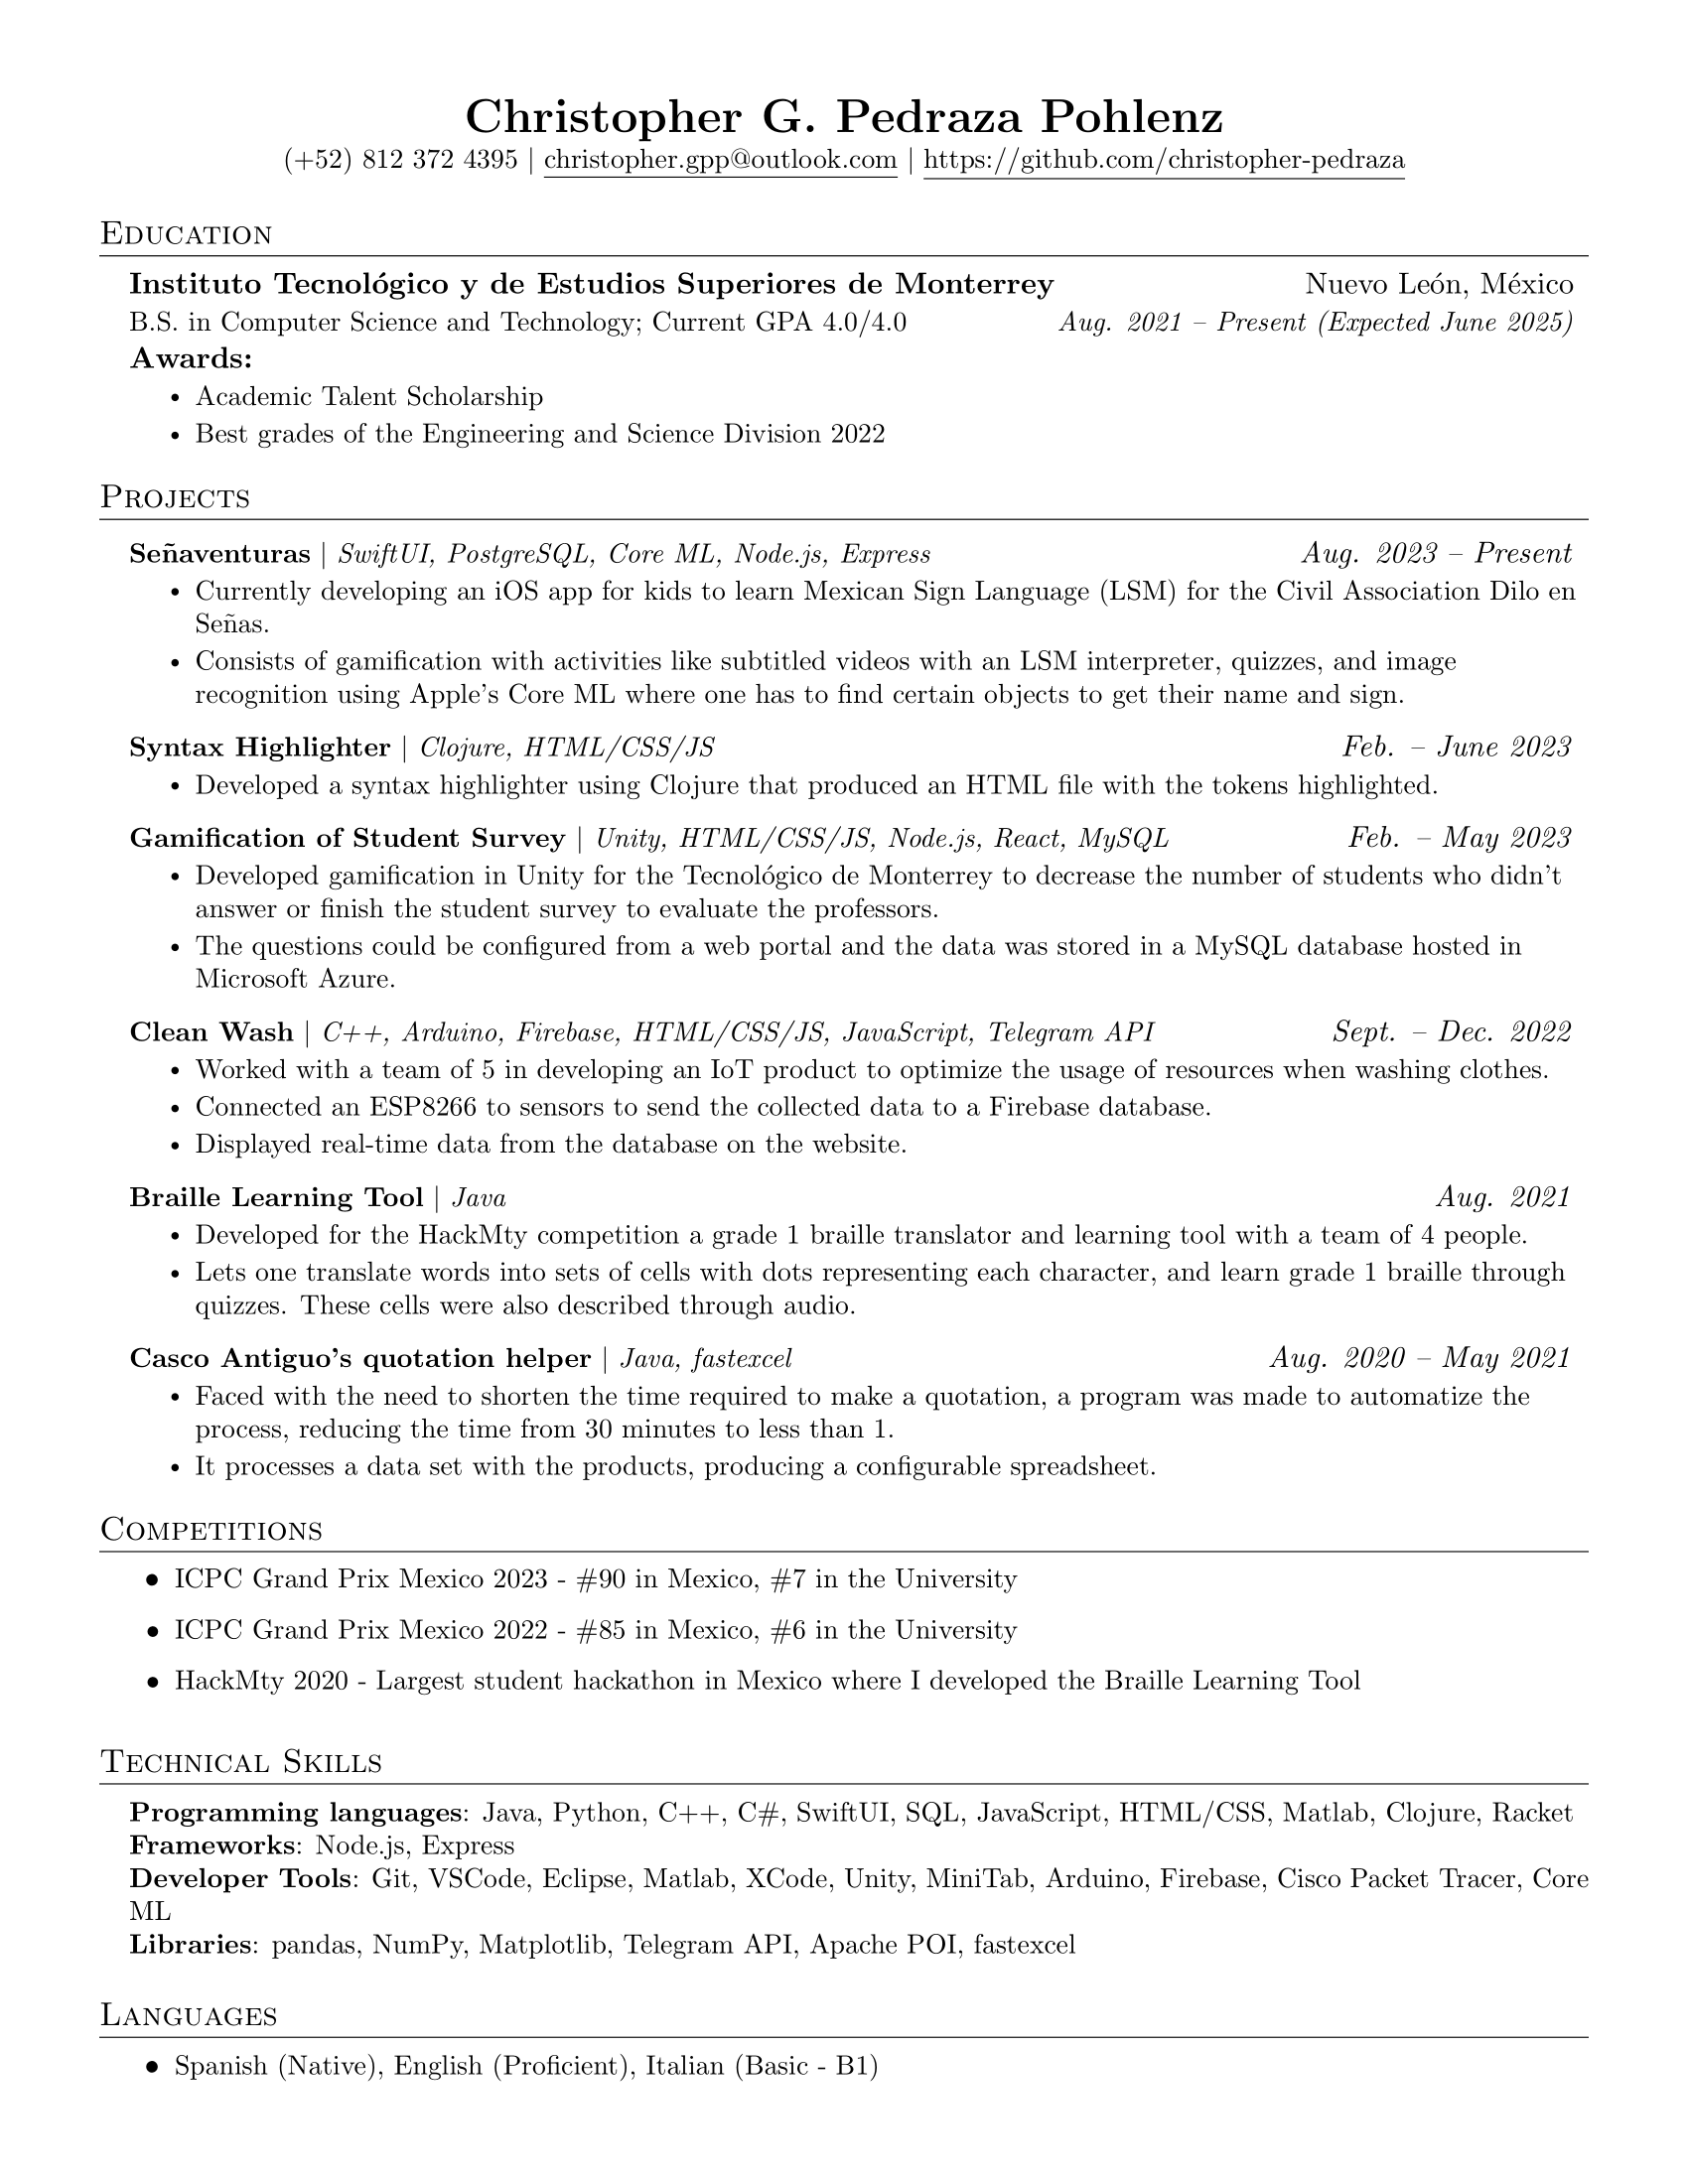 Christopher G. Pedraza Pohlenz
(+52) 812 372 4395 | christopher.gpp@outlook.com | https://github.com/christopher-pedraza
Education
Instituto Tecnológico y de Estudios Superiores de Monterrey Nuevo León, México
B.S. in Computer Science and Technology; Current GPA 4.0/4.0 Aug. 2021 – Present (Expected June 2025)
Awards:
• Academic Talent Scholarship
• Best grades of the Engineering and Science Division 2022
Projects
Señaventuras | SwiftUI, PostgreSQL, Core ML, Node.js, Express Aug. 2023 – Present
• Currently developing an iOS app for kids to learn Mexican Sign Language (LSM) for the Civil Association Dilo en
Señas.
• Consists of gamification with activities like subtitled videos with an LSM interpreter, quizzes, and image
recognition using Apple's Core ML where one has to find certain objects to get their name and sign.
Syntax Highlighter | Clojure, HTML/CSS/JS Feb. – June 2023
• Developed a syntax highlighter using Clojure that produced an HTML file with the tokens highlighted.
Gamification of Student Survey | Unity, HTML/CSS/JS, Node.js, React, MySQL Feb. – May 2023
• Developed gamification in Unity for the Tecnológico de Monterrey to decrease the number of students who didn't
answer or finish the student survey to evaluate the professors.
• The questions could be configured from a web portal and the data was stored in a MySQL database hosted in
Microsoft Azure.
Clean Wash | C++, Arduino, Firebase, HTML/CSS/JS, JavaScript, Telegram API Sept. – Dec. 2022
• Worked with a team of 5 in developing an IoT product to optimize the usage of resources when washing clothes.
• Connected an ESP8266 to sensors to send the collected data to a Firebase database.
• Displayed real-time data from the database on the website.
Braille Learning Tool | Java Aug. 2021
• Developed for the HackMty competition a grade 1 braille translator and learning tool with a team of 4 people.
• Lets one translate words into sets of cells with dots representing each character, and learn grade 1 braille through
quizzes. These cells were also described through audio.
Casco Antiguo's quotation helper | Java, fastexcel Aug. 2020 – May 2021
• Faced with the need to shorten the time required to make a quotation, a program was made to automatize the
process, reducing the time from 30 minutes to less than 1.
• It processes a data set with the products, producing a configurable spreadsheet.
Competitions
• ICPC Grand Prix Mexico 2023 - #90 in Mexico, #7 in the University
• ICPC Grand Prix Mexico 2022 - #85 in Mexico, #6 in the University
• HackMty 2020 - Largest student hackathon in Mexico where I developed the Braille Learning Tool
Technical Skills
Programming languages: Java, Python, C++, C#, SwiftUI, SQL, JavaScript, HTML/CSS, Matlab, Clojure, Racket
Frameworks: Node.js, Express
Developer Tools: Git, VSCode, Eclipse, Matlab, XCode, Unity, MiniTab, Arduino, Firebase, Cisco Packet Tracer, Core
ML
Libraries: pandas, NumPy, Matplotlib, Telegram API, Apache POI, fastexcel
Languages
• Spanish (Native), English (Proficient), Italian (Basic - B1)